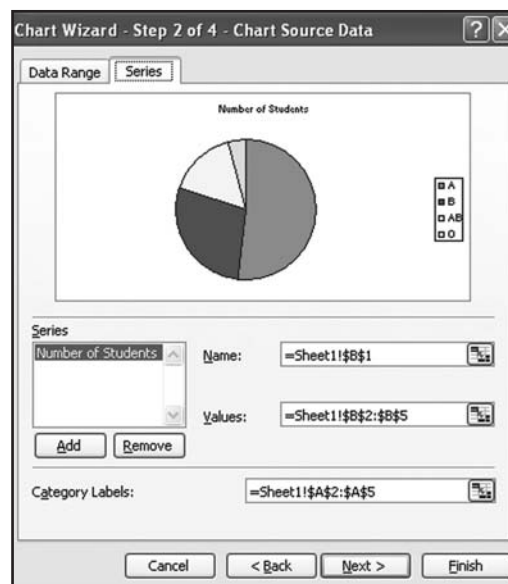 Chart Wizard - Step 2 of 4 - Chart Source Data
Data Range Series
Number of Students
A
B
AB
O
Series
Number of Students
Name: =Sheet1!$B$1
Values: =Sheet1!$B$2:$B$5
Add Remove
Category Labels: =Sheet1!$A$2:$A$5
Cancel < Back Next > Finish